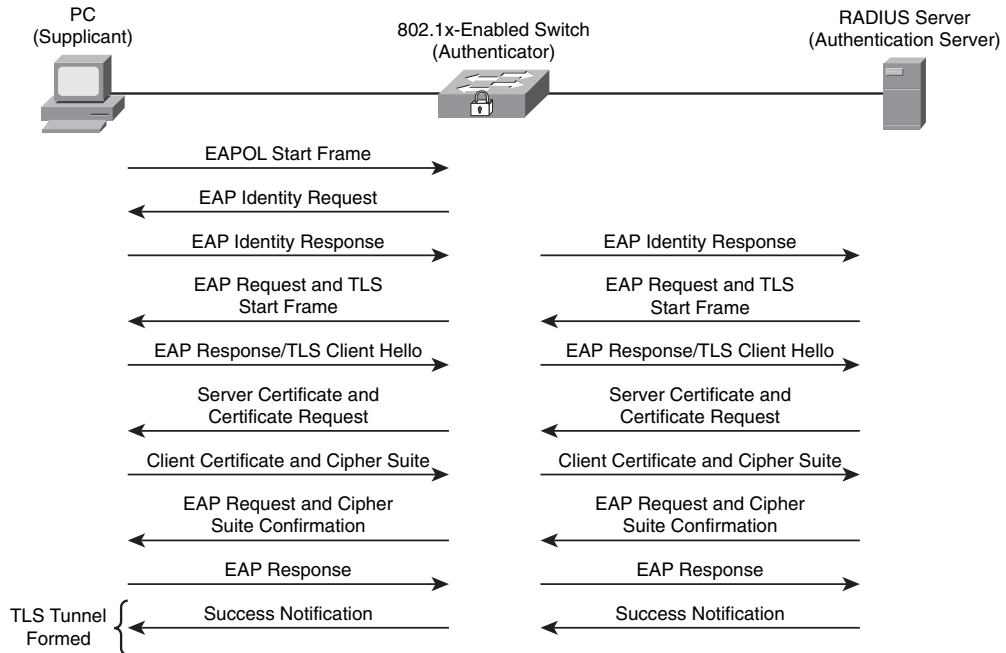 PC
(Supplicant)
802.1x-Enabled Switch
(Authenticator)
RADIUS Server
(Authentication Server)
EAPOL Start Frame
EAP Identity Request
EAP Identity Response
EAP Identity Response
EAP Request and TLS
Start Frame
EAP Request and TLS
Start Frame
EAP Response/TLS Client Hello
EAP Response/TLS Client Hello
Server Certificate and
Certificate Request
Server Certificate and
Certificate Request
Client Certificate and Cipher Suite
Client Certificate and Cipher Suite
EAP Request and Cipher
Suite Confirmation
EAP Request and Cipher
Suite Confirmation
EAP Response
EAP Response
TLS Tunnel
Formed
Success Notification
Success Notification